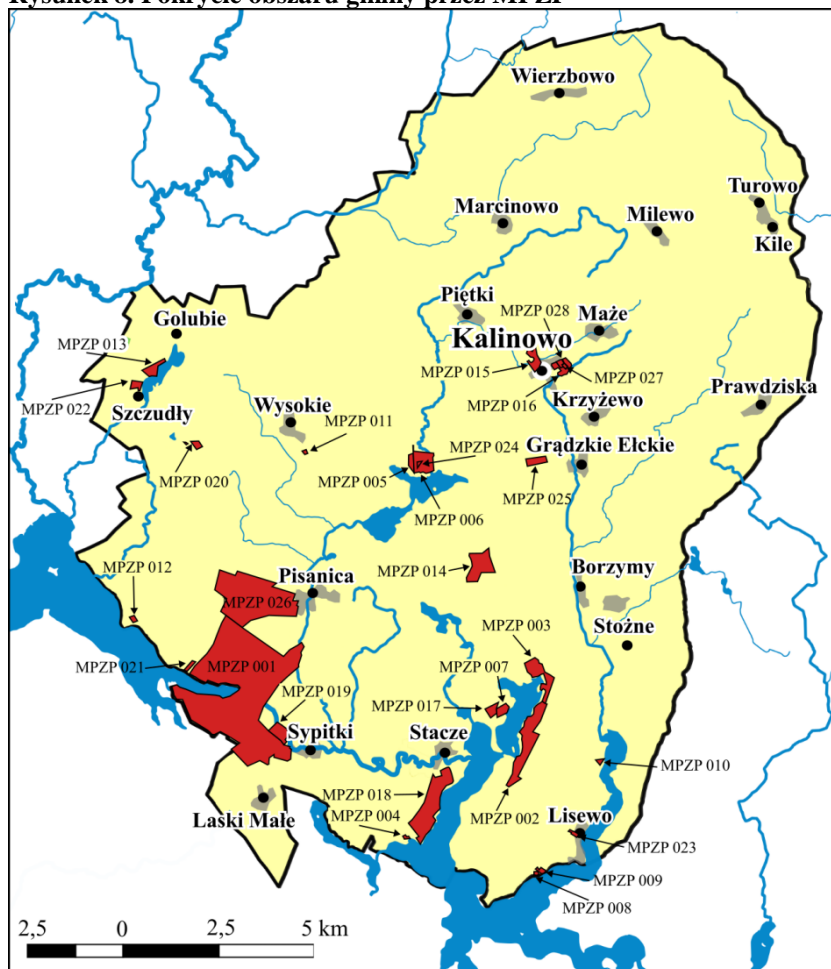 Rysunek 8. Pokrycie obszaru gminy przez MPZP
Wierzbowo
Turowo
Marcinowo
Milewo
Kile
Piętki
MPZP 028
Maże
Golubie
Kalinowo
MPZP 013
MPZP 015
MPZP 027
MPZP 016
MPZP 022
Szczudły
Wysokie
MPZP 011
Krzyżewo
Prawdziska
MPZP 024
Grądzkie Ełckie
MPZP 020
MPZP 005
MPZP 025
MPZP 006
MPZP 012
Pisanica
MPZP 014
Borzymy
MPZP 026
Stożne
MPZP 003
MPZP 021
MPZP 001
MPZP 007
MPZP 019
MPZP 017
Sypitki
Stacze
MPZP 010
MPZP 018
MPZP 002
Laski Małe
MPZP 004
Lisewo
MPZP 023
MPZP 009
MPZP 008
2,5 0 2,5 5 km